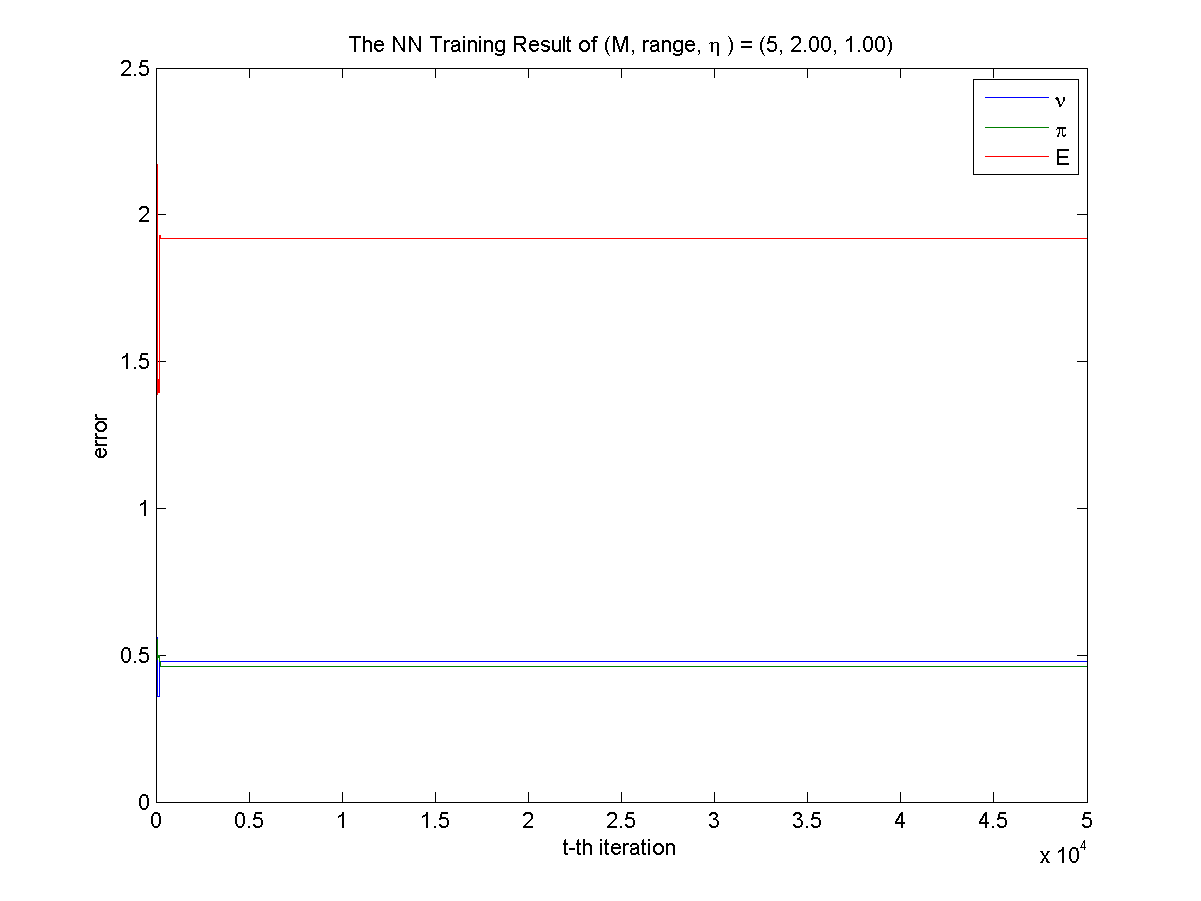 The NN Training Result of (M, range, η ) = (5, 2.00, 1.00)
2.5
2
1.5
1
0.5
0
error
ν
π
E
0 0.5 1 1.5 2 2.5 3 3.5 4 4.5 5
t-th iteration
x 10^4